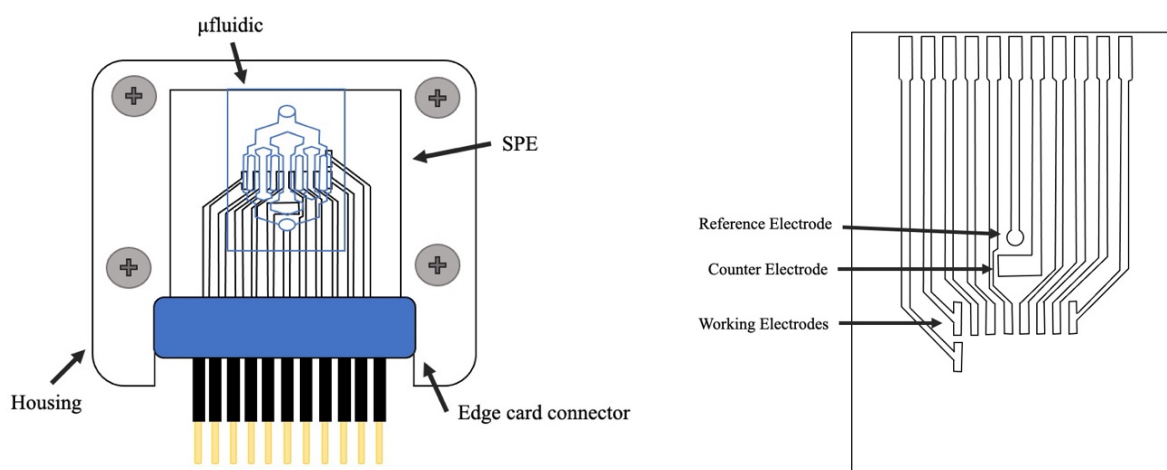 µfluidic
SPE
Housing
Edge card connector
Reference Electrode
Counter Electrode
Working Electrodes